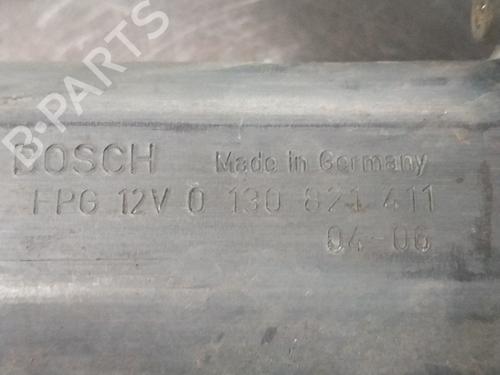 B-PARTS
BOSCH Made in Germany
FPG 12V 0 130 821 411
04-06